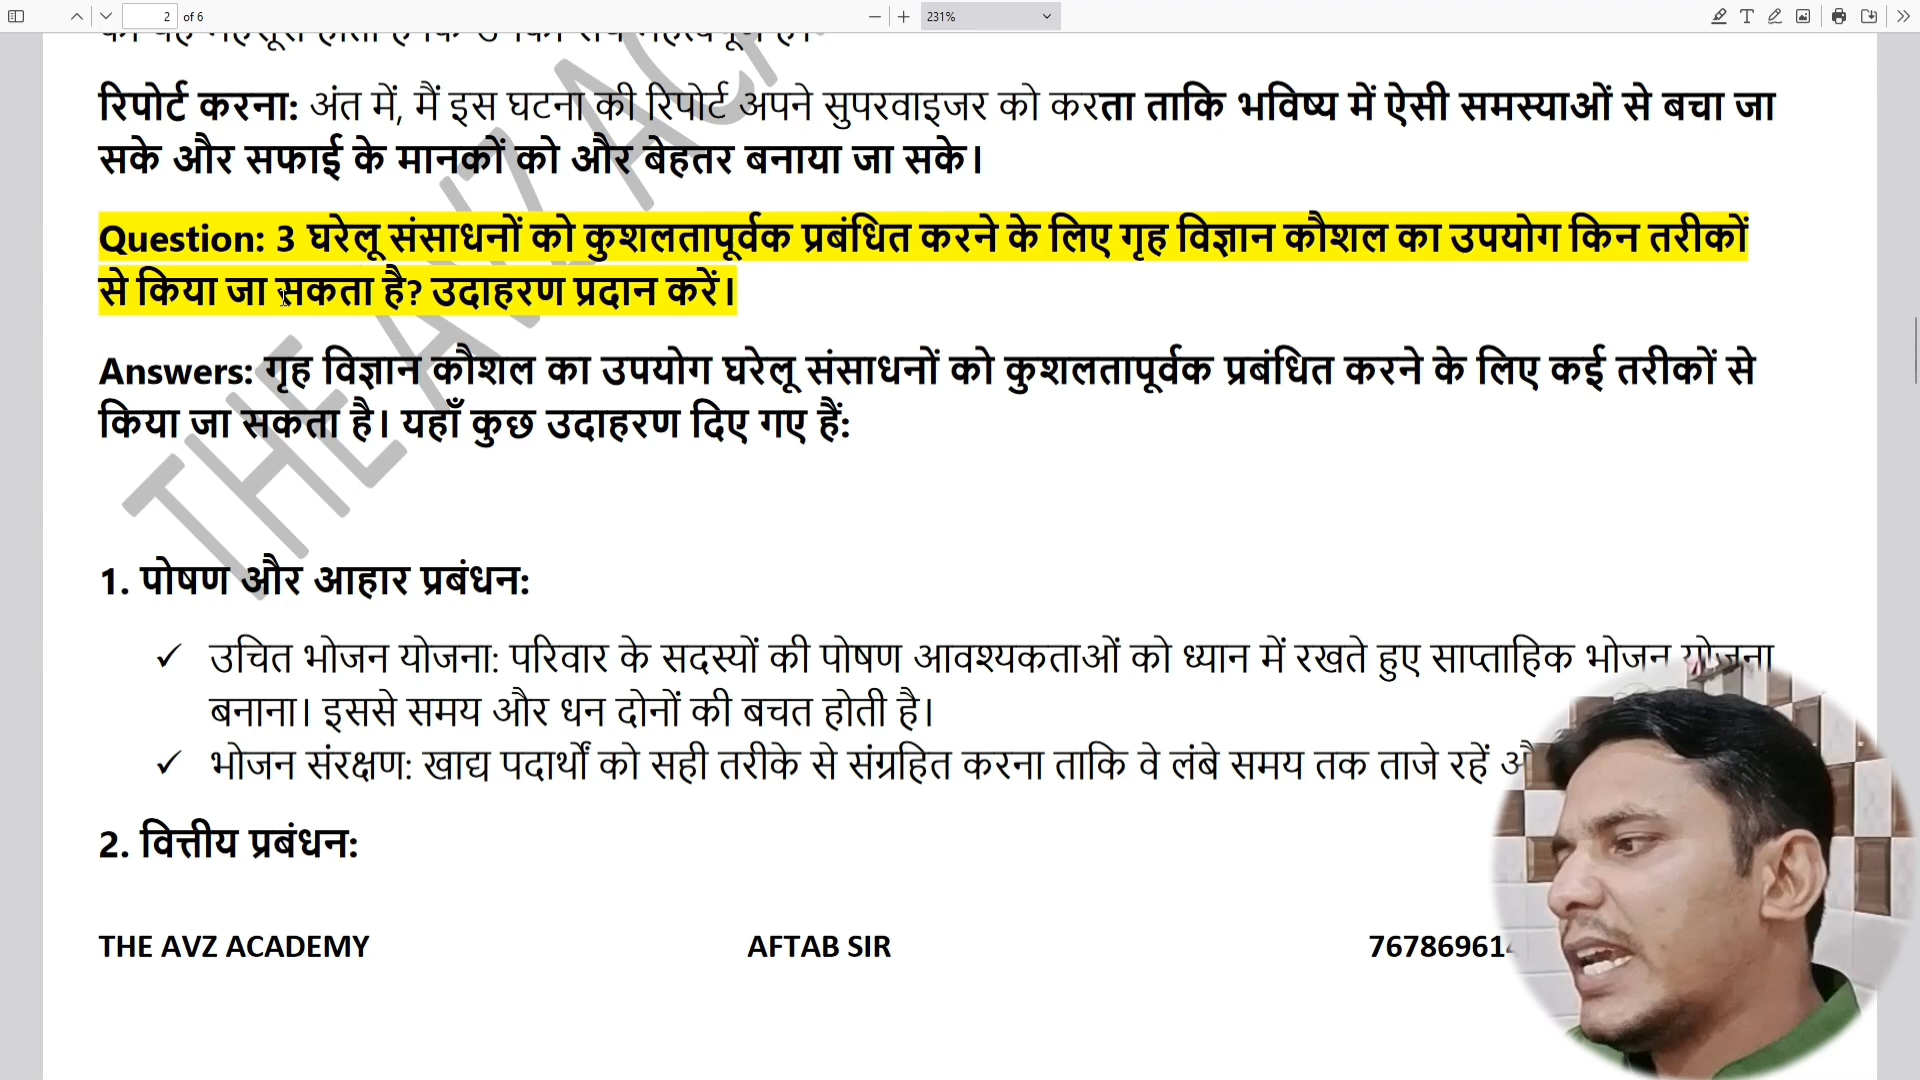 2 of 6
231%
रिपोर्ट करना: अंत में, मैं इस घटना की रिपोर्ट अपने सुपरवाइजर को करता ताकि भविष्य में ऐसी समस्याओं से बचा जा
सके और सफाई के मानकों को और बेहतर बनाया जा सके।
Question: 3 घरेलू संसाधनों को कुशलतापूर्वक प्रबंधित करने के लिए गृह विज्ञान कौशल का उपयोग किन तरीकों
से किया जा सकता है? उदाहरण प्रदान करें।
Answers: गृह विज्ञान कौशल का उपयोग घरेलू संसाधनों को कुशलतापूर्वक प्रबंधित करने के लिए कई तरीकों से
किया जा सकता है। यहाँ कुछ उदाहरण दिए गए हैं:
THE AVZ
1. पोषण और आहार प्रबंधन:
✓ उचित भोजन योजना: परिवार के सदस्यों की पोषण आवश्यकताओं को ध्यान में रखते हुए साप्ताहिक भोजन योजना
बनाना। इससे समय और धन दोनों की बचत होती है।
✓ भोजन संरक्षण: खाद्य पदार्थों को सही तरीके से संग्रहित करना ताकि वे लंबे समय तक ताजे रहें
2. वित्तीय प्रबंधन:
THE AVZ ACADEMY AFTAB SIR 767869614